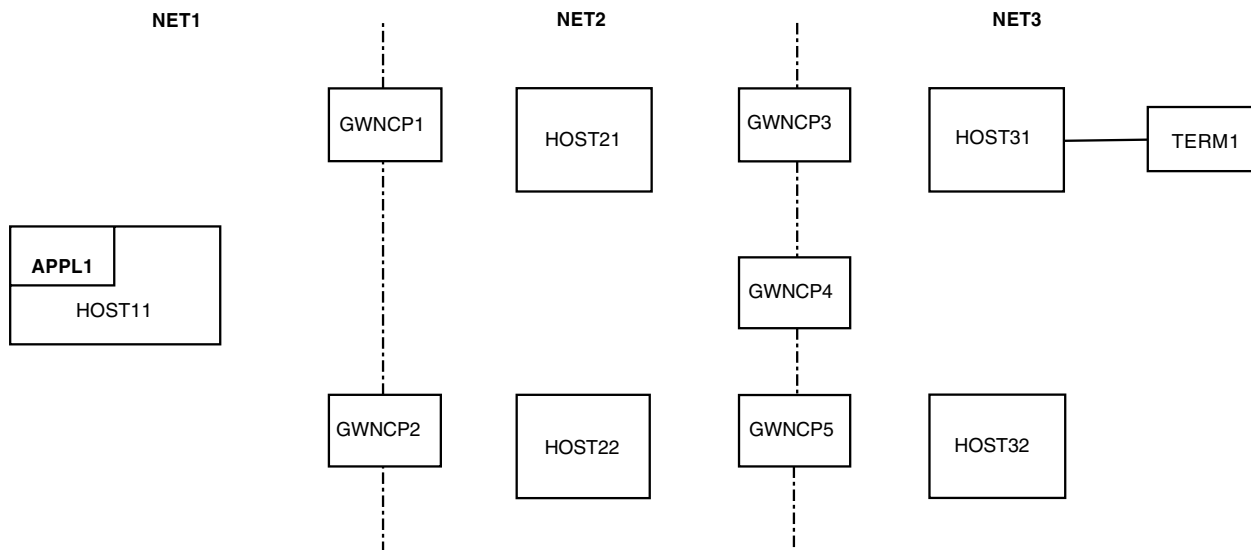 NET1
NET2
NET3
GWNCP1
HOST21
GWNCP3
HOST31
TERM1
APPL1
HOST11
GWNCP4
GWNCP2
HOST22
GWNCP5
HOST32